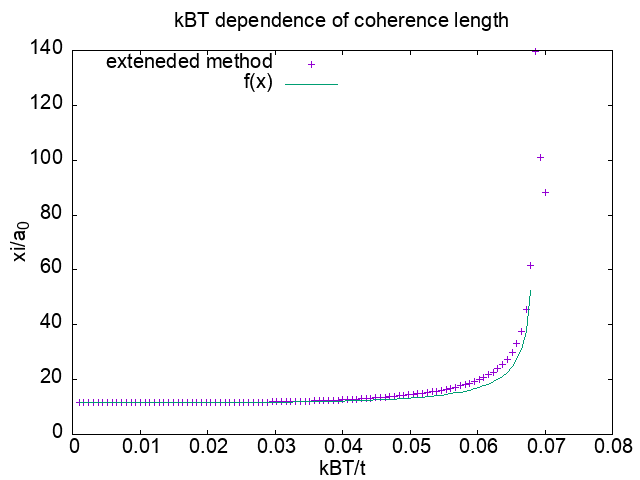 kBT dependence of coherence length
exteneded method
f(x)
xi/a0
140
120
100
80
60
40
20
0
0 0.01 0.02 0.03 0.04 0.05 0.06 0.07 0.08
kBT/t